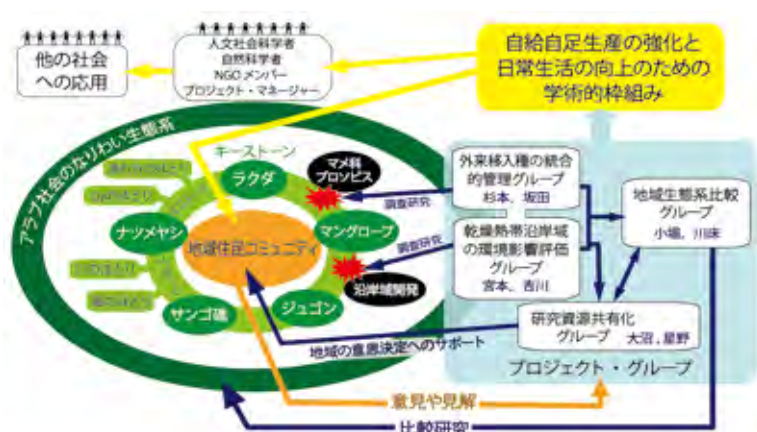 他の社会
への応用
人文社会科学者
自然科学者
NGOメンバー
プロジェクト・マネージャー
自給自足生産の強化と
日常生活の向上のための
学術的枠組み
アラブ社会のなりわい生態系
キーストーン
ラクダ
マメ科
プロソピス
ナツメヤシ
地域住民コミュニティ
マングローブ
サンゴ礁
ジュゴン
沿岸域開発
調査研究
調査研究
外来移入種の統合
的管理グループ
杉本、坂田
乾燥熱帯沿岸域
の環境影響評価
グループ
宮本、吉川
地域生態系比較
グループ
小堀、川床
研究資源共有化
グループ 大沼、星野
プロジェクト・グループ
地域の意思決定へのサポート
意見や見解
比較研究